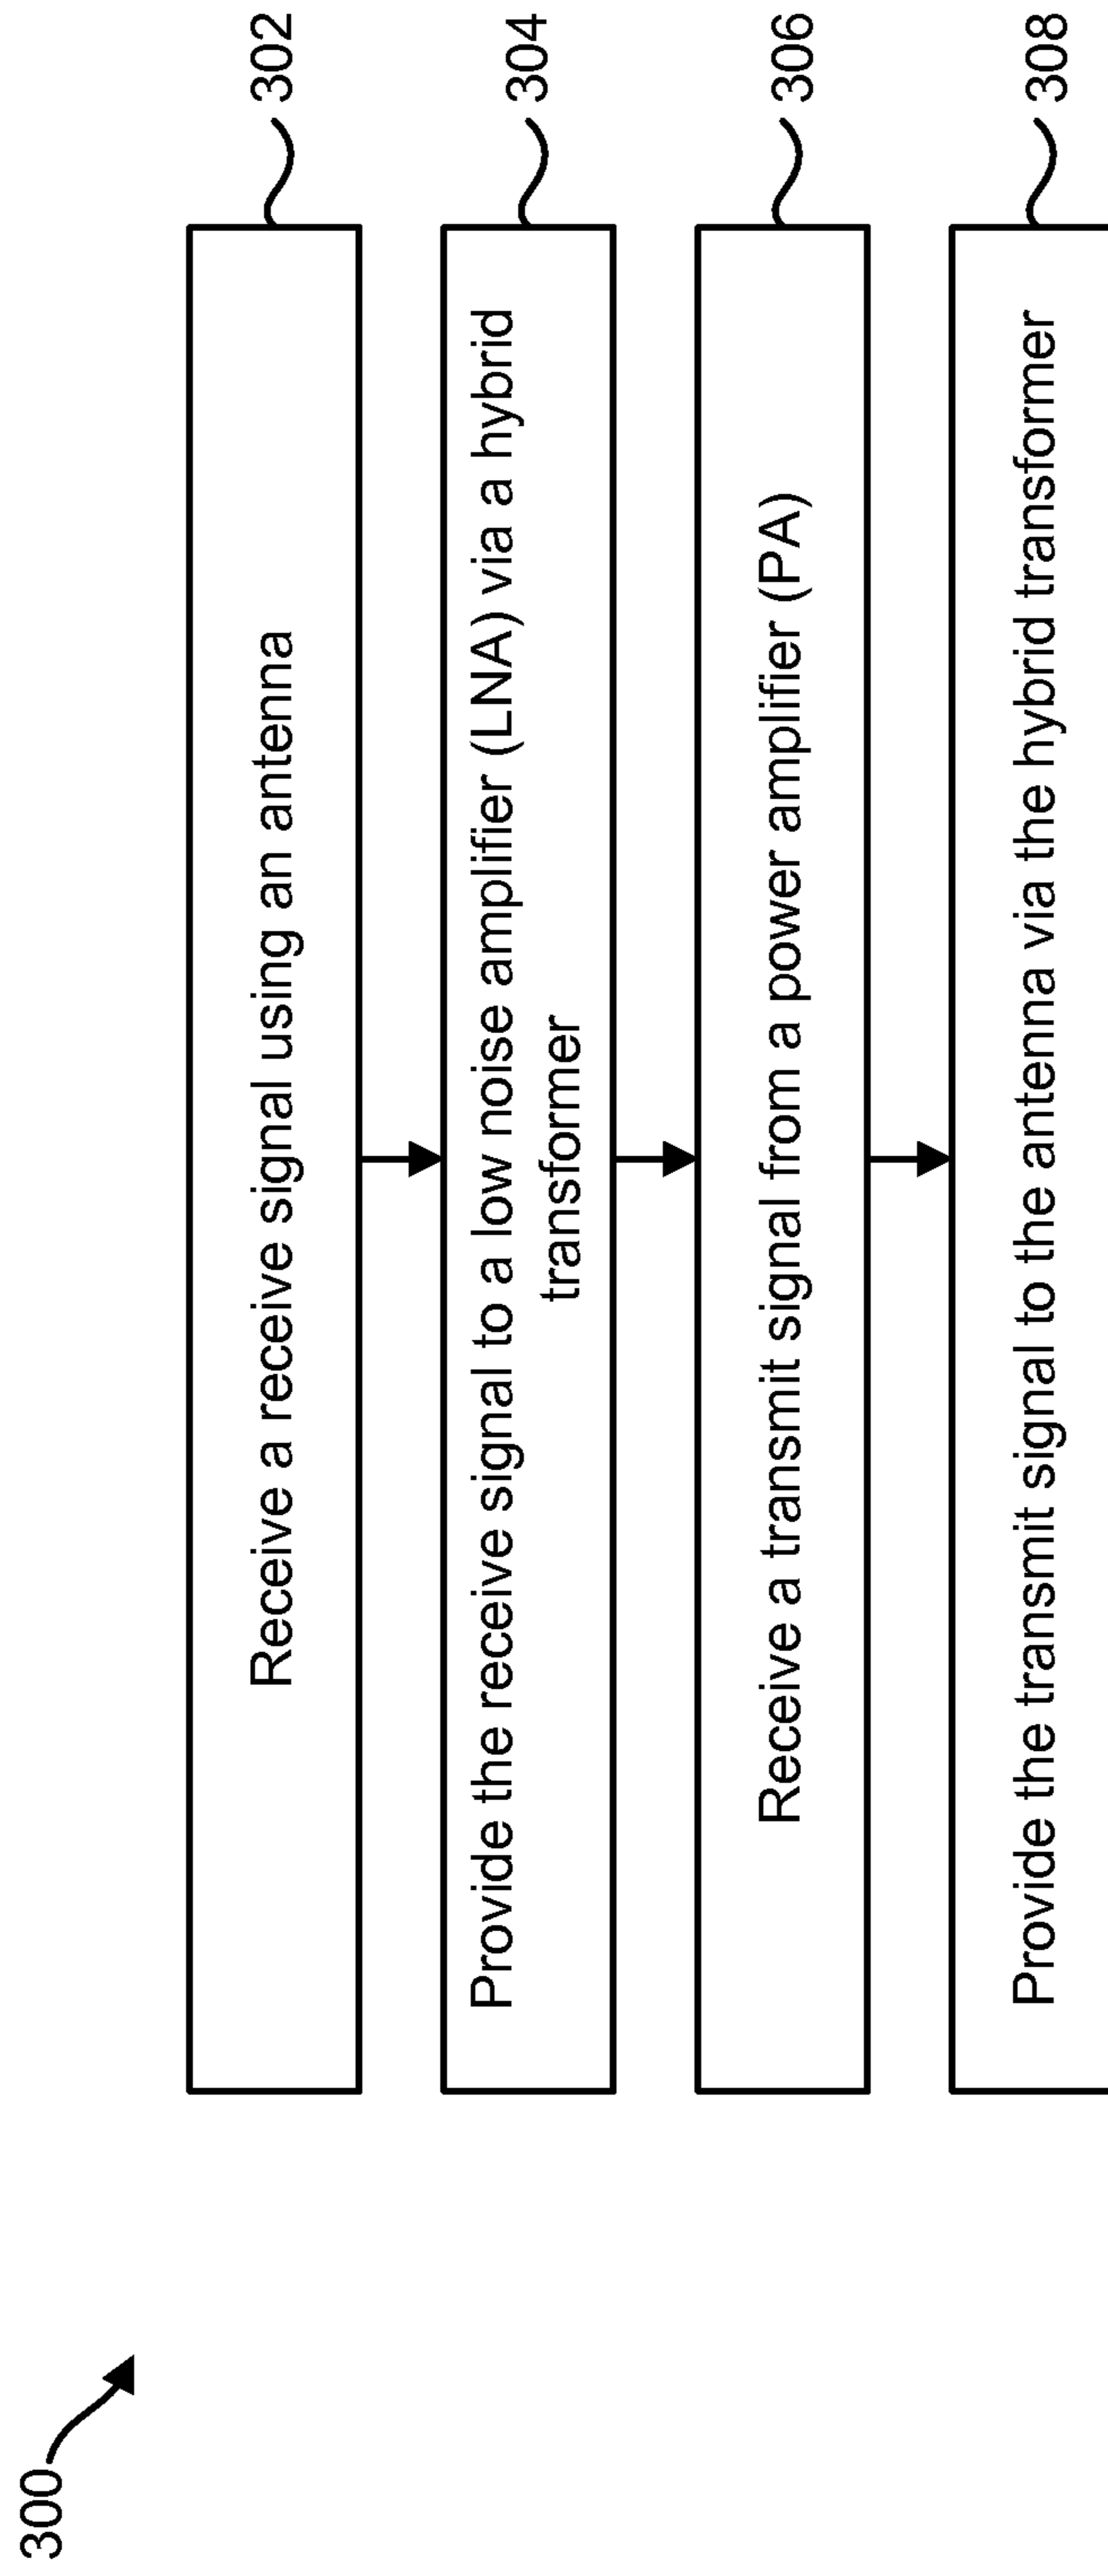 300
Receive a receive signal using an antenna
302
Provide the receive signal to a low noise amplifier (LNA) via a hybrid
transformer
304
Receive a transmit signal from a power amplifier (PA)
306
Provide the transmit signal to the antenna via the hybrid transformer
308